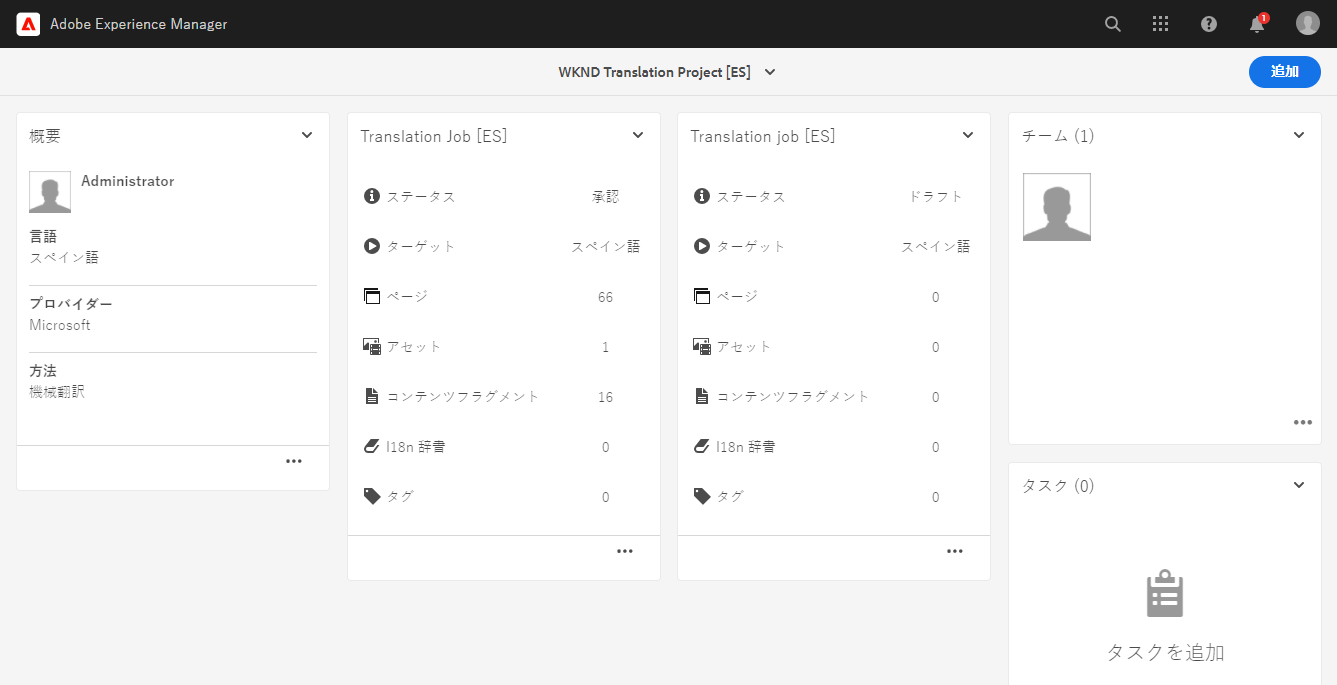 Adobe Experience Manager
1
WKND Translation Project [ES]
追加
概要
Administrator
言語
スペイン語
プロバイダー
Microsoft
方法
機械翻訳
Translation Job [ES]
ステータス 承認
ターゲット スペイン語
ページ 66
アセット 1
コンテンツフラグメント 16
I18n 辞書 0
タグ 0
Translation job [ES]
ステータス ドラフト
ターゲット スペイン語
ページ 0
アセット 0
コンテンツフラグメント 0
I18n 辞書 0
タグ 0
チーム (1)
タスク (0)
タスクを追加